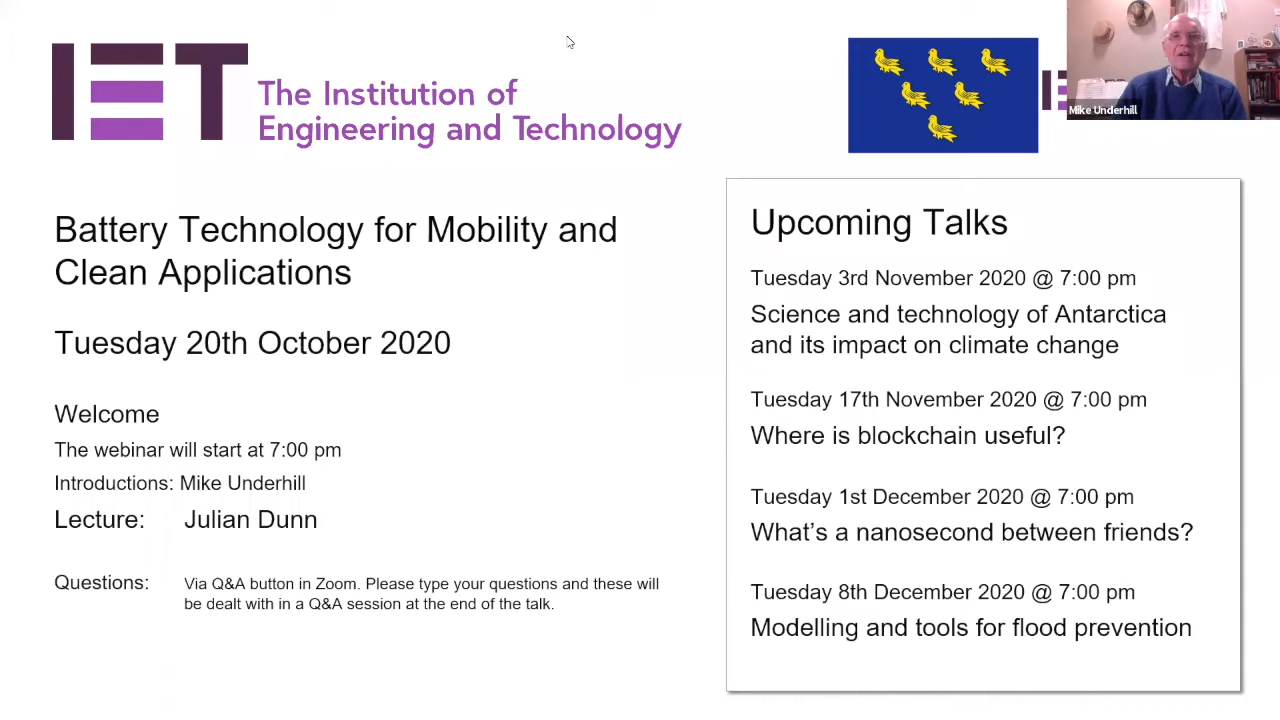 IET
The Institution of
Engineering and Technology
IE
Mike Underhill
Battery Technology for Mobility and
Clean Applications
Tuesday 20th October 2020
Welcome
The webinar will start at 7:00 pm
Introductions: Mike Underhill
Lecture: Julian Dunn
Questions: Via Q&A button in Zoom. Please type your questions and these will
be dealt with in a Q&A session at the end of the talk.
Upcoming Talks
Tuesday 3rd November 2020 @ 7:00 pm
Science and technology of Antarctica
and its impact on climate change
Tuesday 17th November 2020 @ 7:00 pm
Where is blockchain useful?
Tuesday 1st December 2020 @ 7:00 pm
What's a nanosecond between friends?
Tuesday 8th December 2020 @ 7:00 pm
Modelling and tools for flood prevention